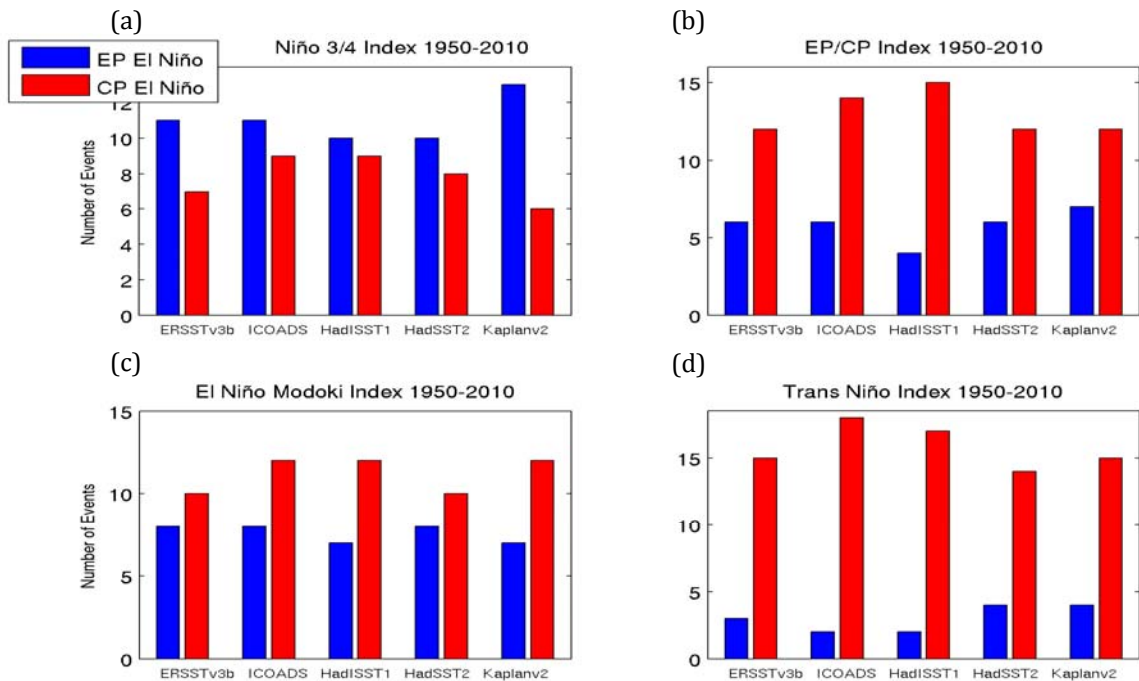 (a)
Niño 3/4 Index 1950-2010
EP El Niño
CP El Niño
12
10
8
6
4
2
0
Number of Events
ERSSTv3b ICOADS HadISST1 HadSST2 Kaplanv2
(b)
EP/CP Index 1950-2010
15
10
5
0
ERSSTv3b ICOADS HadISST1 HadSST2 Kaplanv2
(c)
El Niño Modoki Index 1950-2010
15
10
5
0
Number of Events
ERSSTv3b ICOADS HadISST1 HadSST2 Kaplanv2
(d)
Trans Niño Index 1950-2010
15
10
5
0
ERSSTv3b ICOADS HadISST1 HadSST2 Kaplanv2